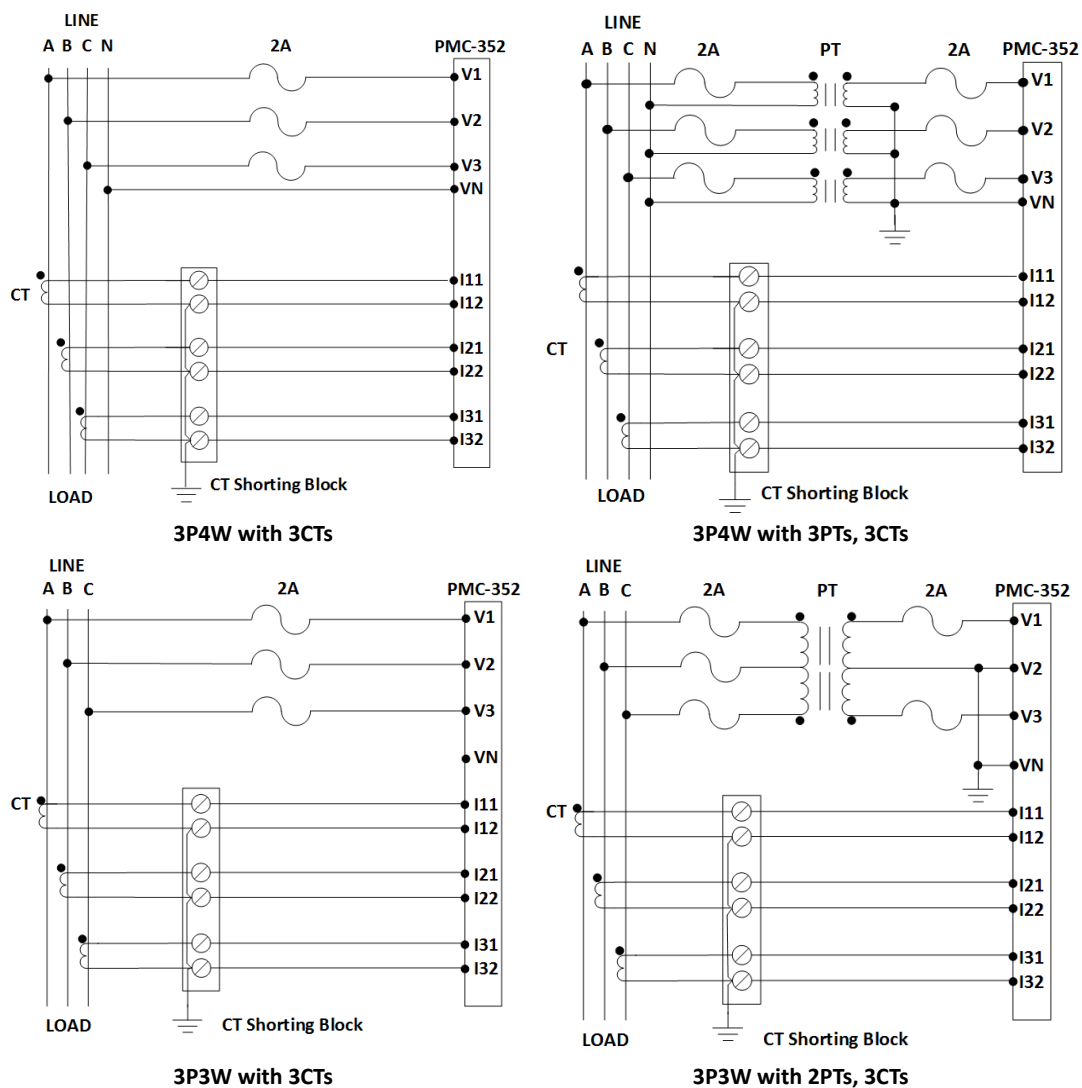 LINE
A B C N 2A PMC-352
V1
V2
V3
VN
CT
I11
I12
I21
I22
I31
I32
LOAD
CT Shorting Block
3P4W with 3CTs
LINE
A B C N 2A PT 2A PMC-352
V1
V2
V3
VN
CT
I11
I12
I21
I22
I31
I32
LOAD
CT Shorting Block
3P4W with 3PTs, 3CTs
LINE
A B C 2A PMC-352
V1
V2
V3
VN
CT
I11
I12
I21
I22
I31
I32
LOAD
CT Shorting Block
3P3W with 3CTs
LINE
A B C 2A PT 2A PMC-352
V1
V2
V3
VN
CT
I11
I12
I21
I22
I31
I32
LOAD
CT Shorting Block
3P3W with 2PTs, 3CTs